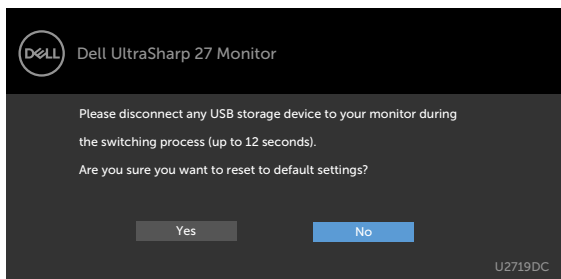 DELL
Dell UltraSharp 27 Monitor
Please disconnect any USB storage device to your monitor during
the switching process (up to 12 seconds).
Are you sure you want to reset to default settings?
Yes
No
U2719DC